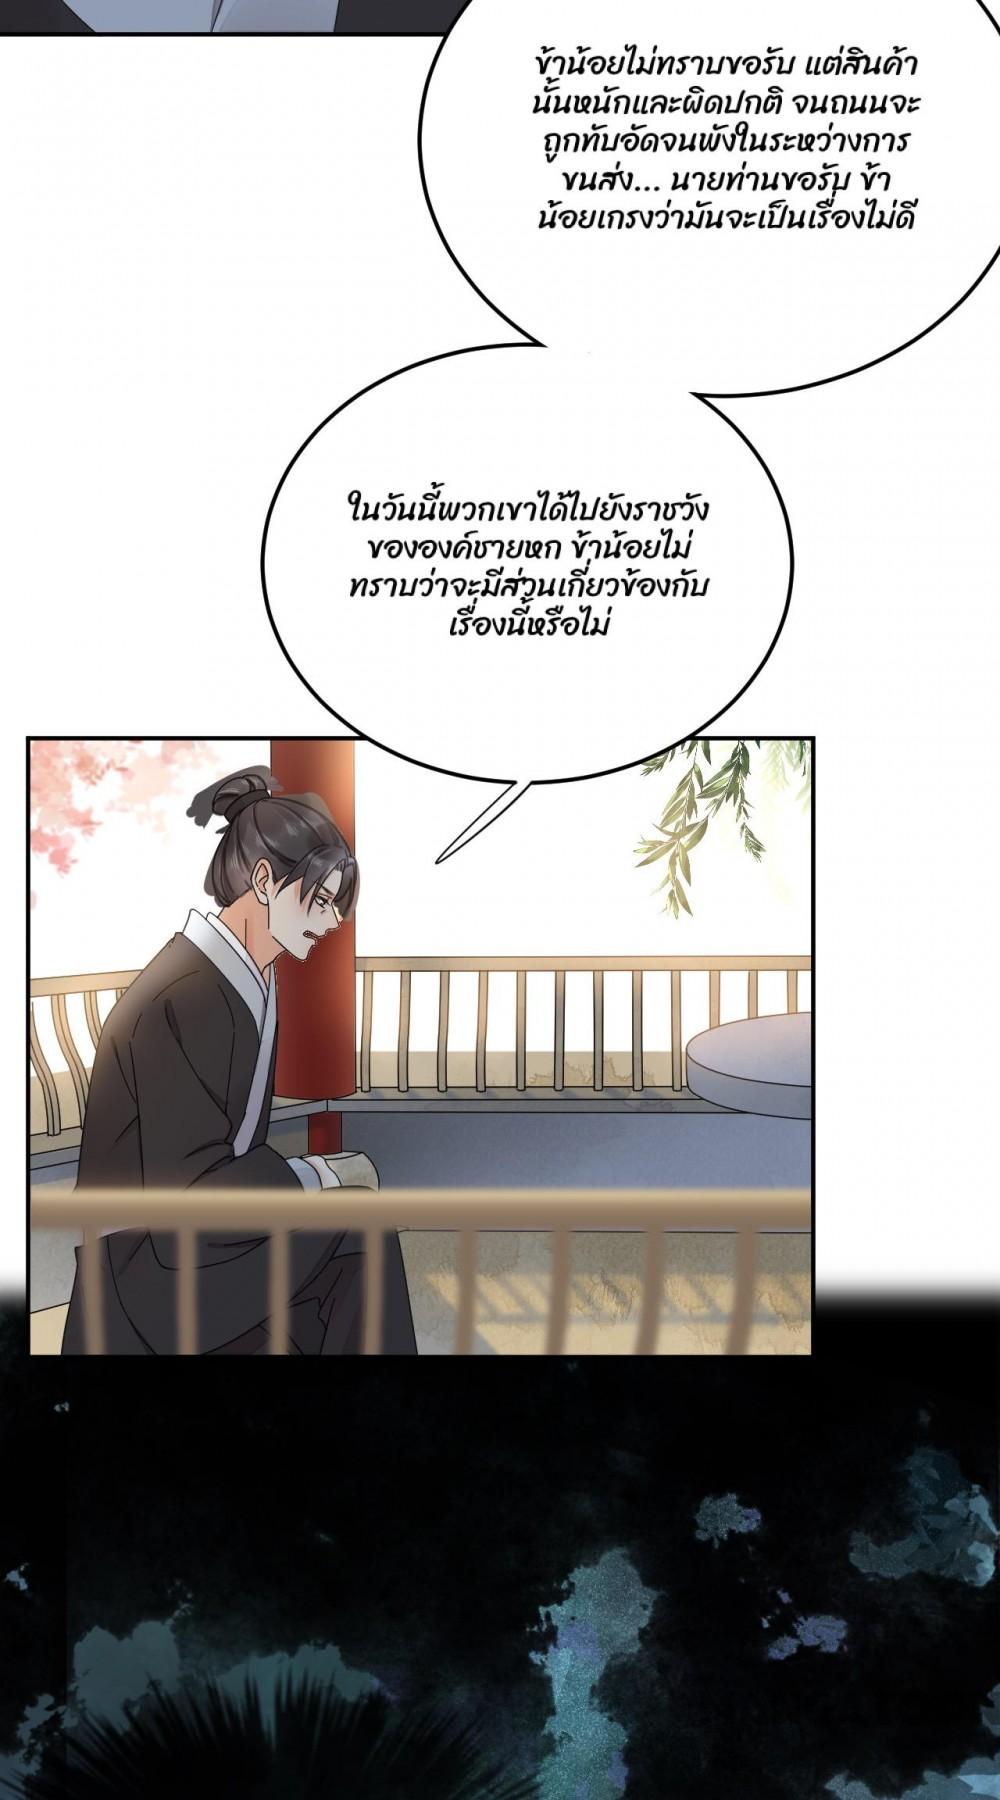 ข้าน้อยไม่ทราบขอรับ แต่สินค้า
นั้นหนักและผิดปกติ จนถนนจะ
ถูกทับอัดจนพังในระหว่างการ
ขนส่ง... นายท่านขอรับ ข้า
น้อยเกรงว่ามันจะเป็นเรื่องไม่ดี
ในวันนี้พวกเขาได้ไปยังราชวัง
ขององค์ชายหก ข้าน้อยไม่
ทราบว่าจะมีส่วนเกี่ยวข้องกับ
เรื่องนี้หรือไม่